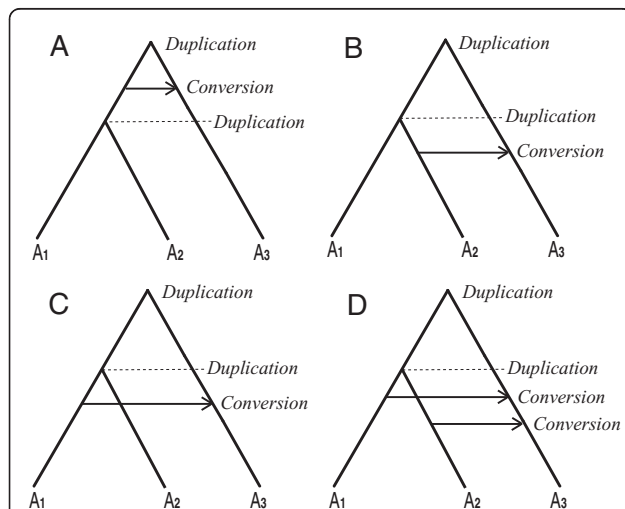 A
Duplication
Conversion
Duplication
A1 A2 A3
B
Duplication
Duplication
Conversion
A1 A2 A3
C
Duplication
Duplication
Conversion
A1 A2 A3
D
Duplication
Duplication
Conversion
Conversion
A1 A2 A3